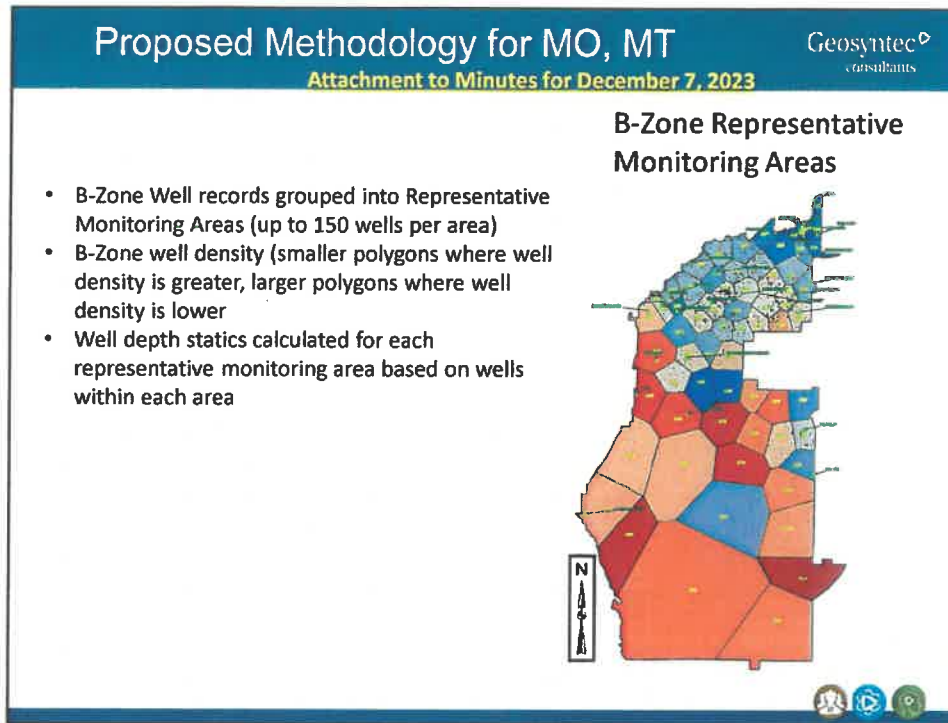 Proposed Methodology for MO, MT
Geosyntec
consultants
Attachment to Minutes for December 7, 2023
B-Zone Representative
Monitoring Areas
• B-Zone Well records grouped into Representative
Monitoring Areas (up to 150 wells per area)
• B-Zone well density (smaller polygons where well
density is greater, larger polygons where well
density is lower
• Well depth statics calculated for each
representative monitoring area based on wells
within each area
N